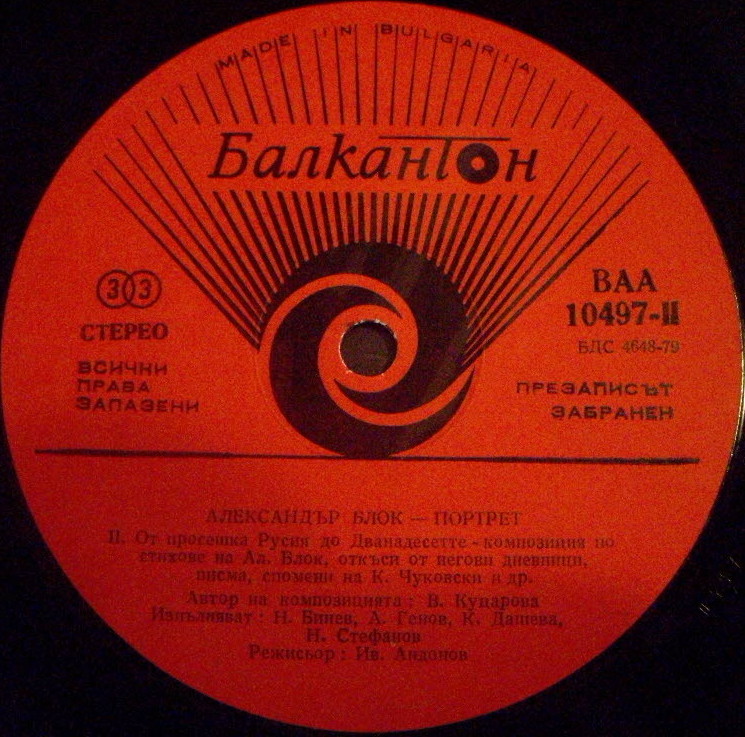 MADE IN BULGARIA
Балкантон
33
СТЕРЕО
ВСИЧНИ
ПРАВА
ЗАПАЗЕНИ
ВАА
10497-II
БДС 4648-79
ПРЕЗАПИСЪТ
ЗАБРАНЕН
АЛЕКСАНДЪР БЛОК — ПОРТРЕТ
II. От просешка Русия до Дванадесетте - композиция по
стихове на Ал. Блок, откъси от негови дневници,
писма, спомени на К. Чуковски и др.
Автор на композицията: В. Куцарова
Изпълняват: Н. Бинев, А. Генов, К. Дашева,
Н. Стефанов
Режисьор: Ив. Андонов